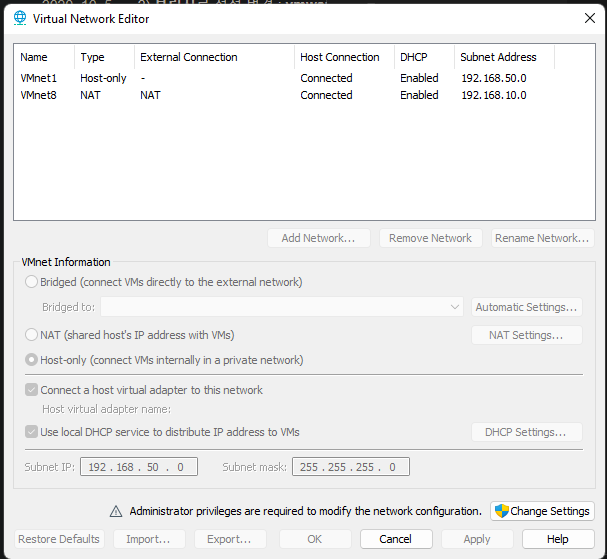 Virtual Network Editor
Name Type External Connection Host Connection DHCP Subnet Address
VMnet1 Host-only - Connected Enabled 192.168.50.0
VMnet8 NAT NAT Connected Enabled 192.168.10.0
Add Network... Remove Network Rename Network...
VMnet Information
Bridged (connect VMs directly to the external network)
Bridged to: Automatic Settings...
NAT (shared host's IP address with VMs) NAT Settings...
Host-only (connect VMs internally in a private network)
Connect a host virtual adapter to this network
Host virtual adapter name:
Use local DHCP service to distribute IP address to VMs DHCP Settings...
Subnet IP: 192 . 168 . 50 . 0 Subnet mask: 255 . 255 . 255 . 0
Administrator privileges are required to modify the network configuration. Change Settings
Restore Defaults Import... Export... OK Cancel Apply Help